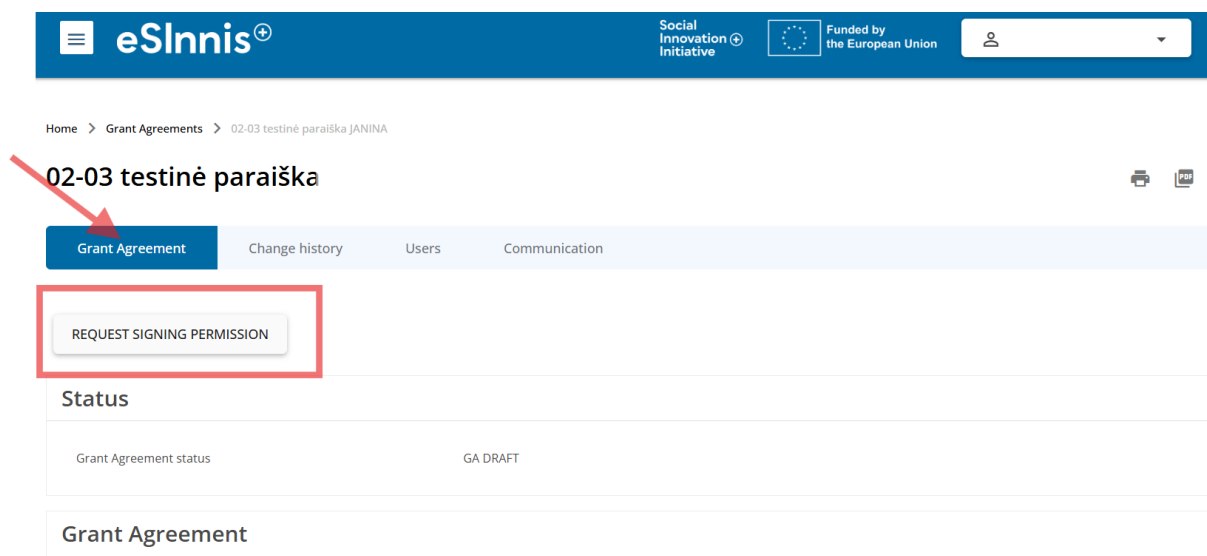 eSInnis⊕
Social
Innovation ⊕
Initiative
Funded by
the European Union
Home > Grant Agreements > 02-03 testinė paraiška JANINA
02-03 testinė paraiška
PDF
Grant Agreement Change history Users Communication
REQUEST SIGNING PERMISSION
Status
Grant Agreement status GA DRAFT
Grant Agreement